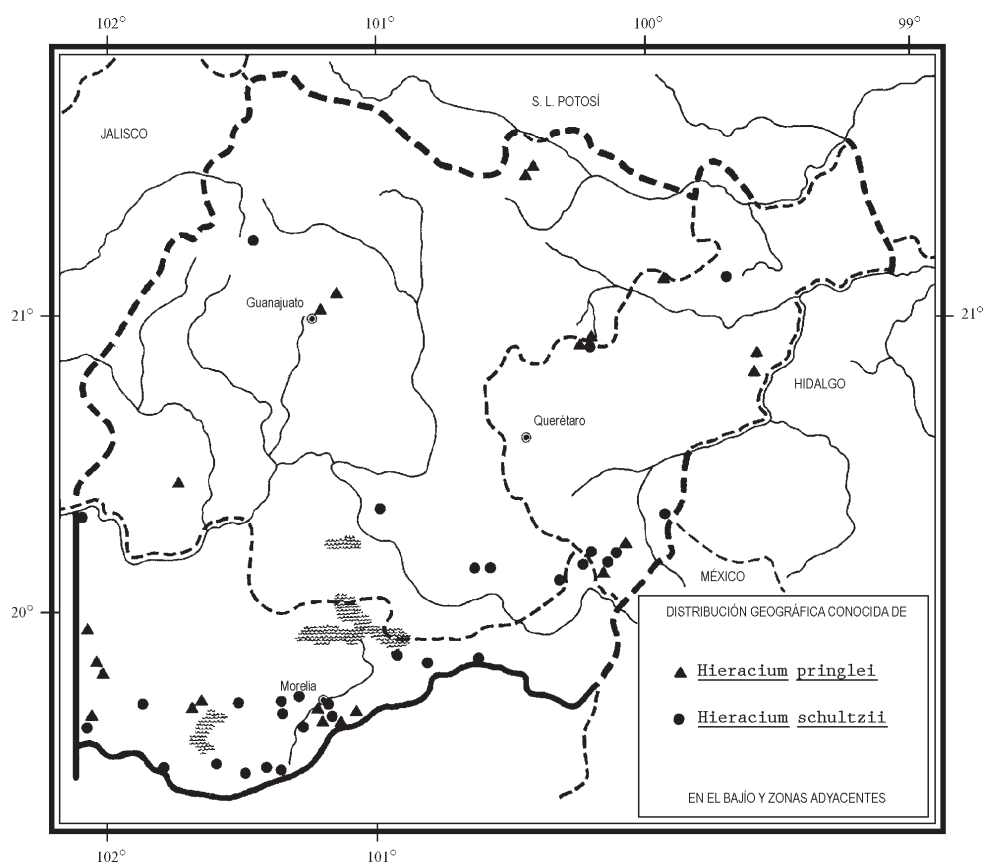 102° 101° 100° 99°
S. L. POTOSÍ
JALISCO
Guanajuato
21° 21°
HIDALGO
Querétaro
MÉXICO
20°
DISTRIBUCIÓN GEOGRÁFICA CONOCIDA DE
Hieracium pringlei
Morelia
Hieracium schultzii
EN EL BAJÍO Y ZONAS ADYACENTES
102° 101°